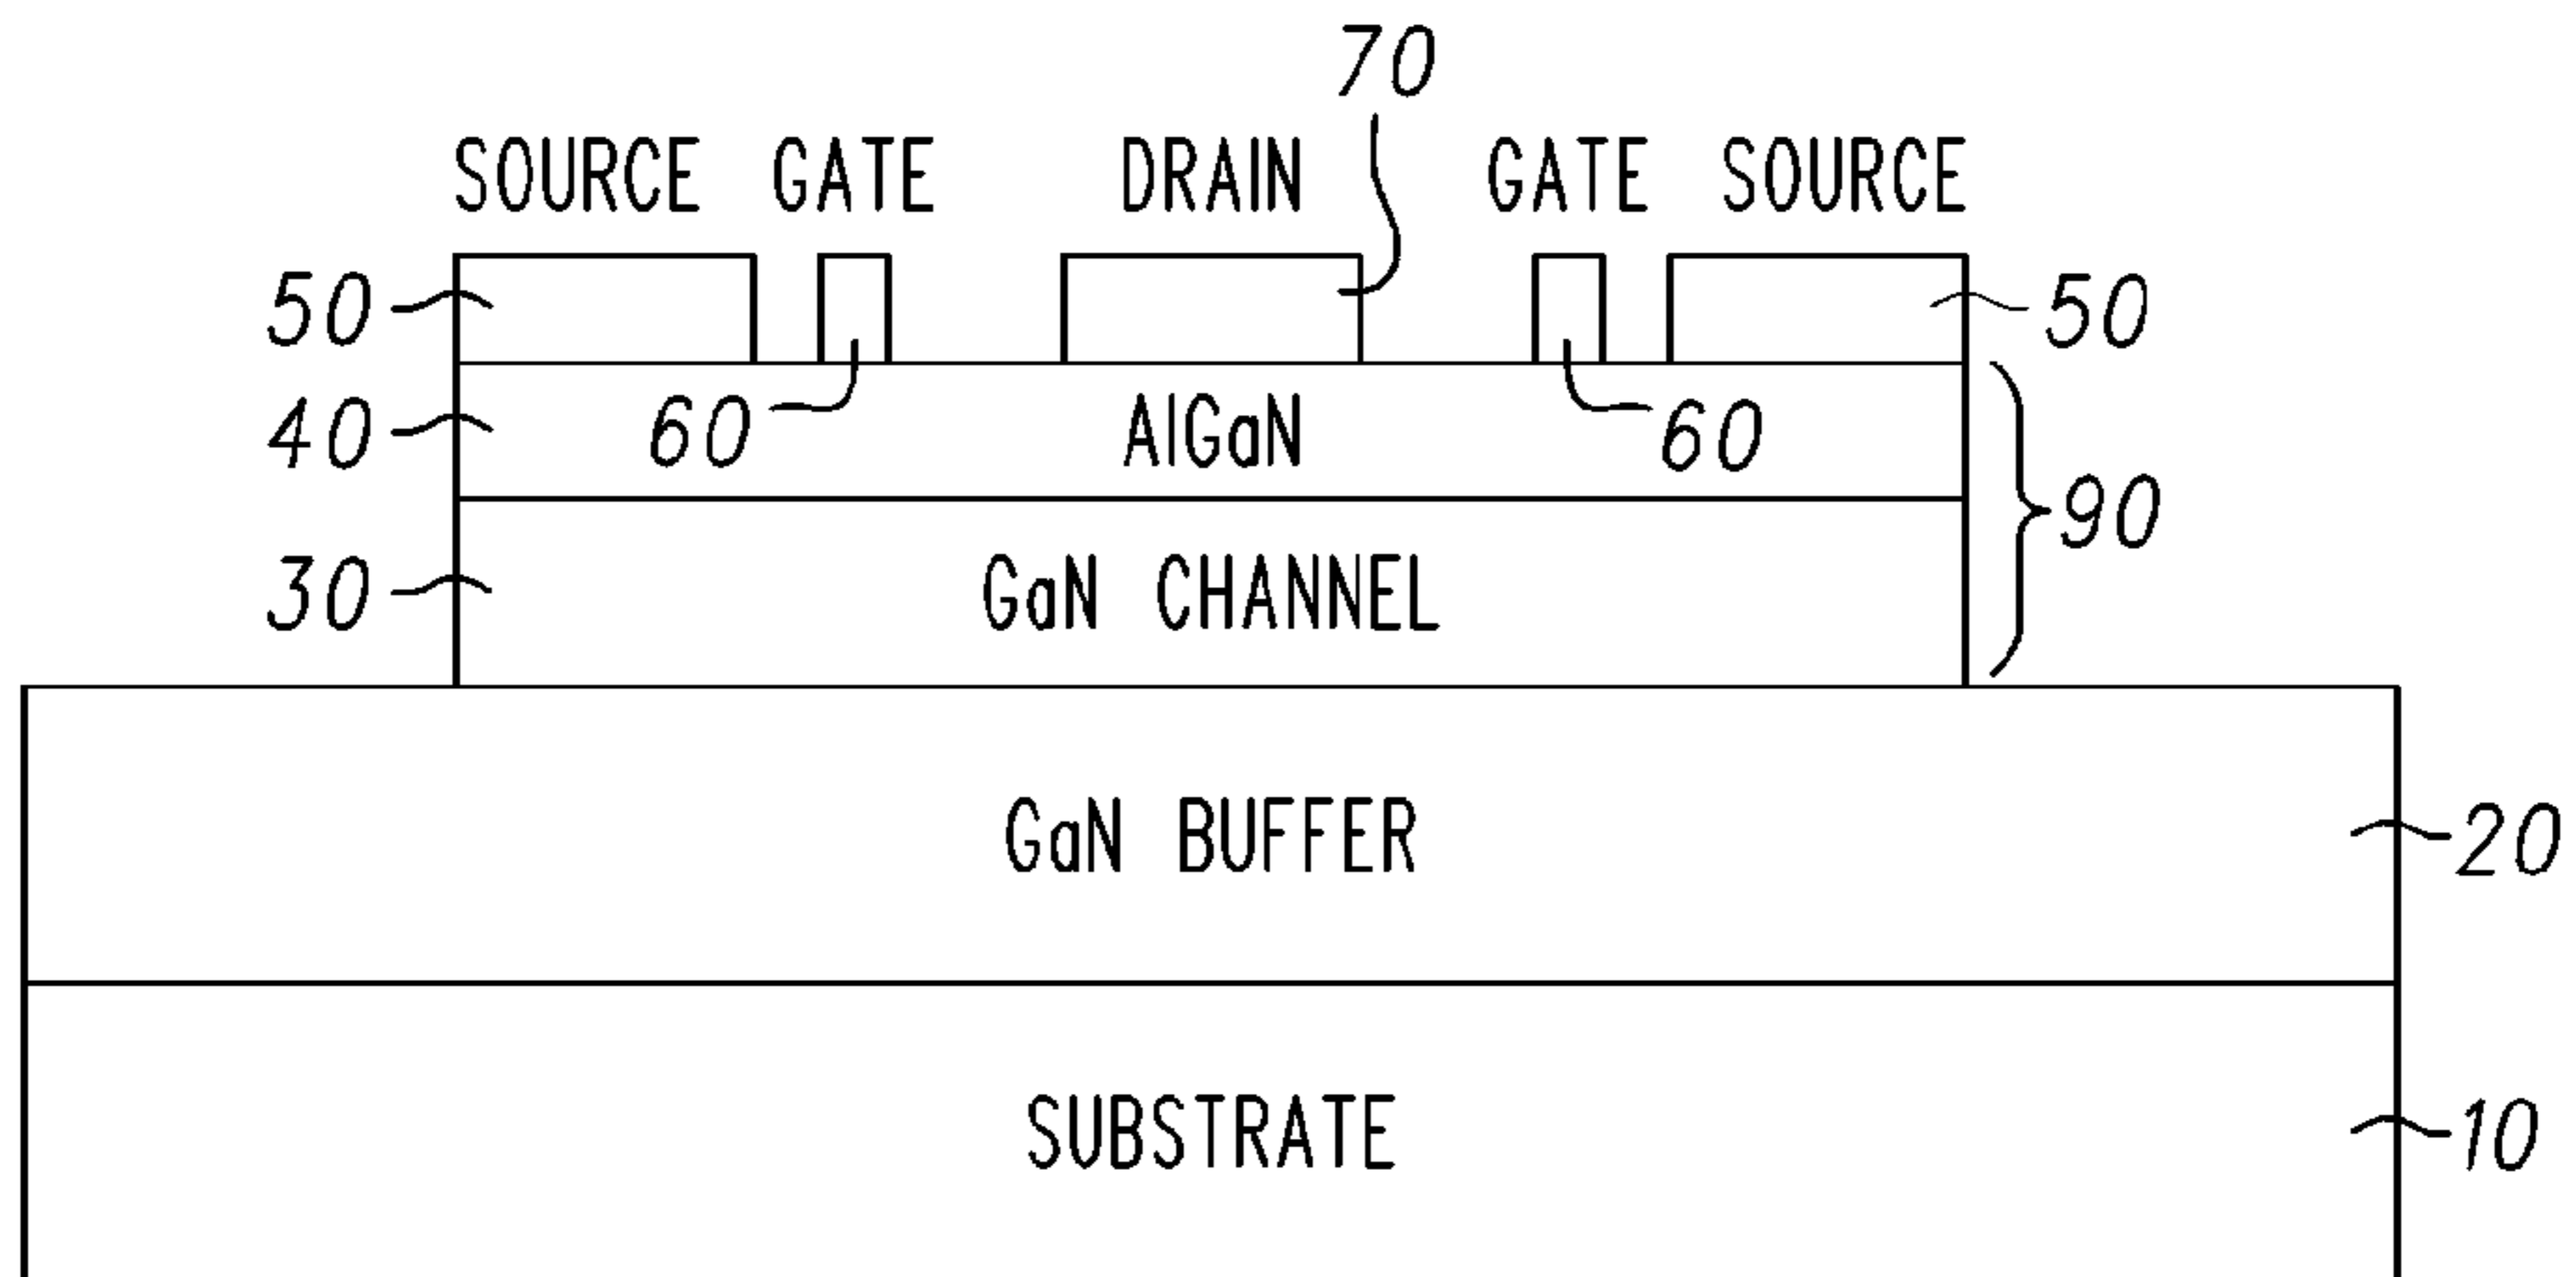 70
SOURCE GATE DRAIN GATE SOURCE
50 50
40 60 AlGaN 60
90
30 GaN CHANNEL
GaN BUFFER 20
SUBSTRATE 10